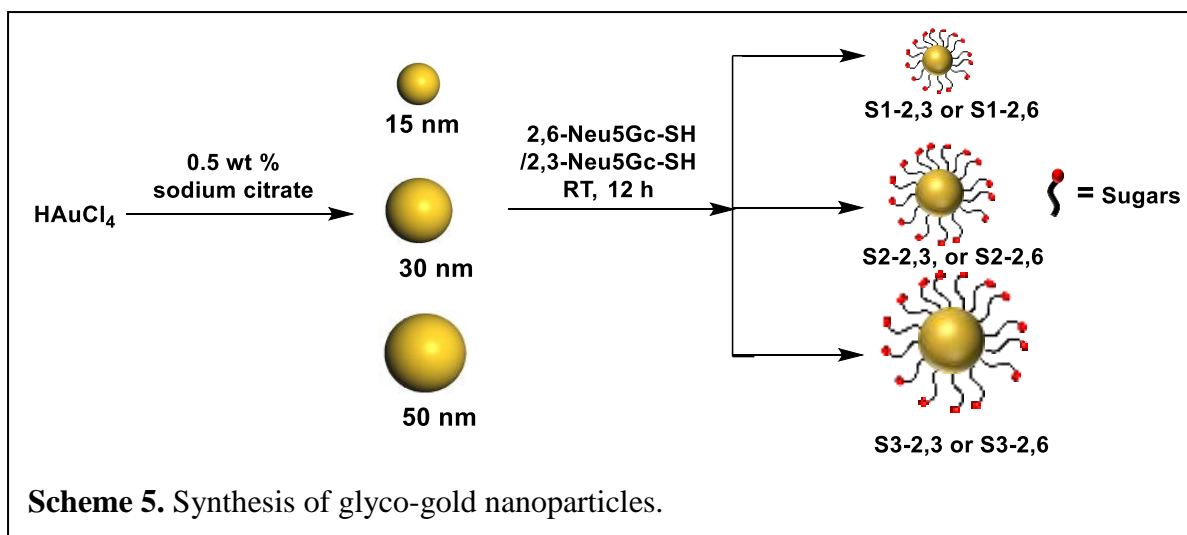 HAuCl4
0.5 wt %
sodium citrate
15 nm
30 nm
50 nm
2,6-Neu5Gc-SH
/2,3-Neu5Gc-SH
RT, 12 h
S1-2,3 or S1-2,6
S2-2,3, or S2-2,6
S3-2,3 or S3-2,6
= Sugars
Scheme 5. Synthesis of glyco-gold nanoparticles.